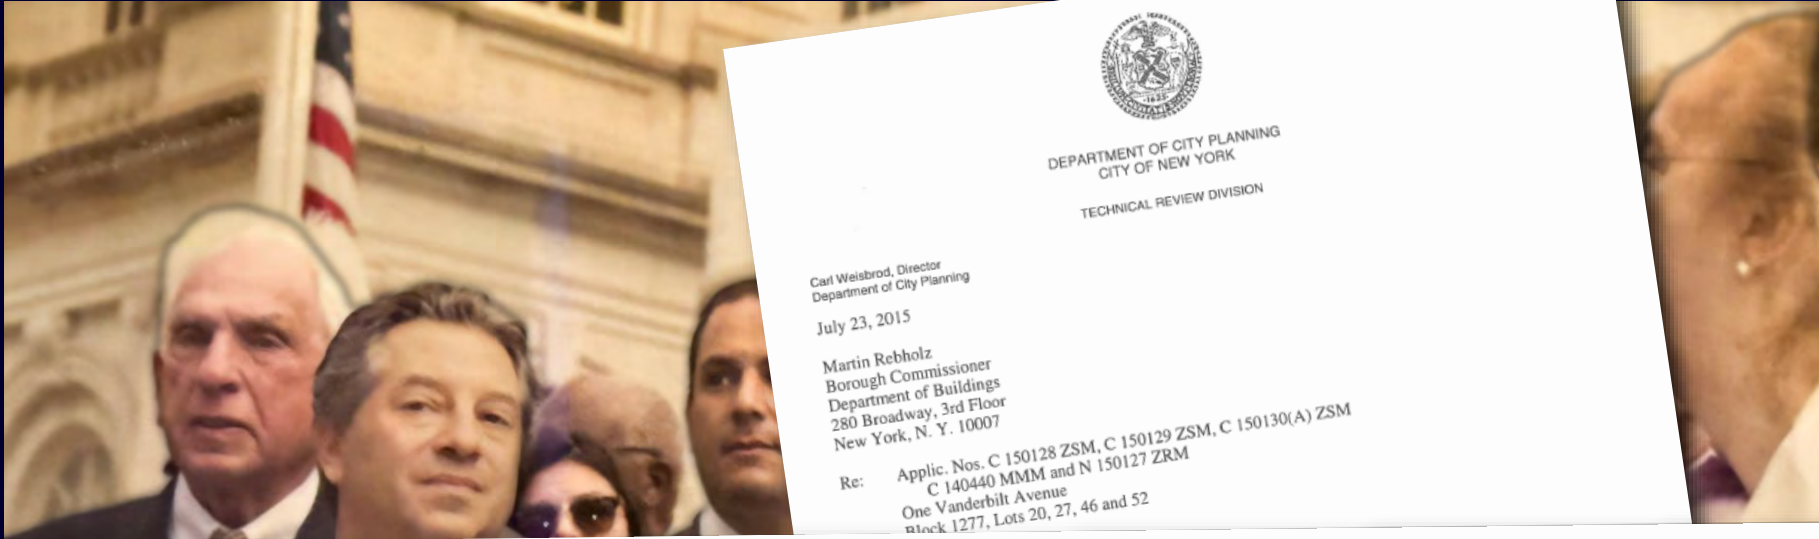 DEPARTMENT OF CITY PLANNING
CITY OF NEW YORK
TECHNICAL REVIEW DIVISION
Carl Weisbrod, Director
Department of City Planning
July 23, 2015
Martin Rebholz
Borough Commissioner
Department of Buildings
280 Broadway, 3rd Floor
New York, N. Y. 10007
Re: Applic. Nos. C 150128 ZSM, C 150129 ZSM, C 150130(A) ZSM
C 140440 MMM and N 150127 ZRM
One Vanderbilt Avenue
Block 1277, Lots 20, 27, 46 and 52